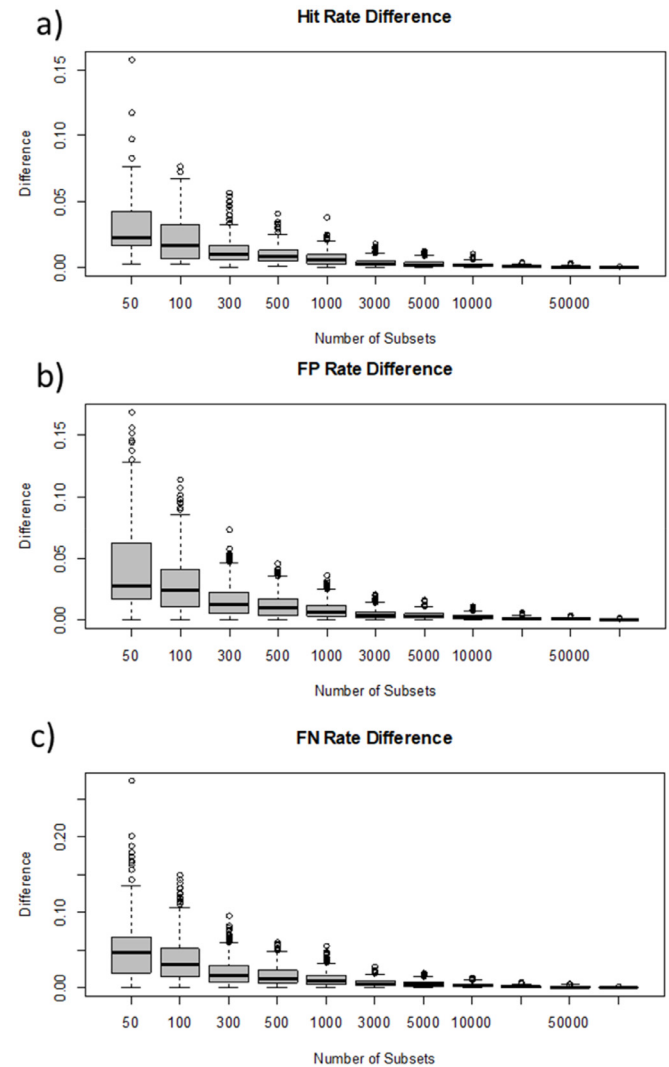 a)
Hit Rate Difference
0.15
0.10
0.05
0.00
Difference
50 100 300 500 1000 3000 5000 10000 50000
Number of Subsets
b)
FP Rate Difference
0.15
0.10
0.05
0.00
Difference
50 100 300 500 1000 3000 5000 10000 50000
Number of Subsets
c)
FN Rate Difference
0.20
0.10
0.00
Difference
50 100 300 500 1000 3000 5000 10000 50000
Number of Subsets